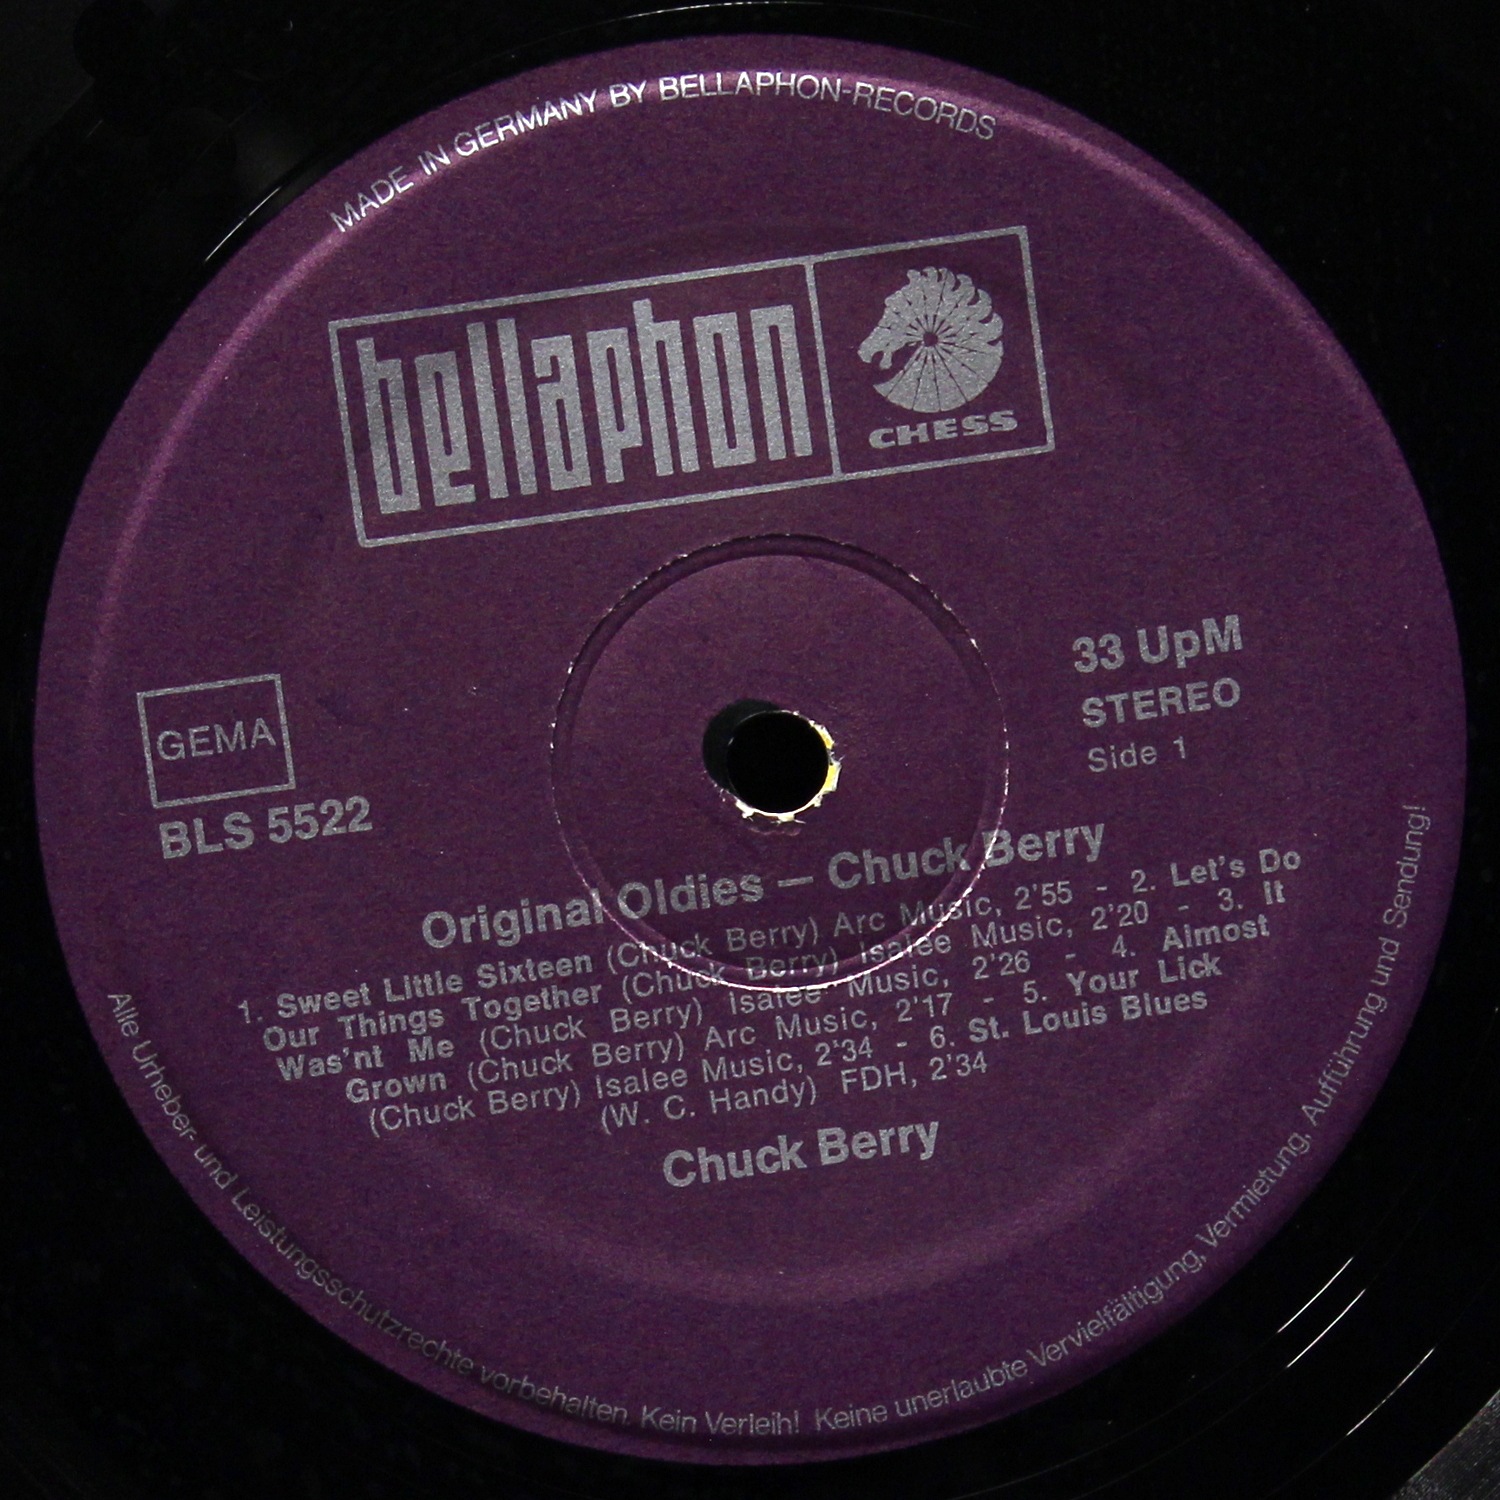 MADE IN GERMANY BY BELLAPHON-RECORDS
bellaphon
CHESS
33 UpM
STEREO
Side 1
GEMA
BLS 5522
Original Oldies – Chuck Berry
1. Sweet Little Sixteen (Chuck Berry) Arc Music, 2'55 - 2. Let's Do
Our Things Together (Chuck Berry) Isalee Music, 2'20 - 3. It
Was'nt Me (Chuck Berry) Isalee Music, 2'26 - 4. Almost
Grown (Chuck Berry) Arc Music, 2'17 - 5. Your Lick
(Chuck Berry) Isalee Music, 2'34 - 6. St. Louis Blues
(W. C. Handy) FDH, 2'34
Chuck Berry
Alle Urheber- und Leistungsschutzrechte vorbehalten. Kein Verleih! Keine unerlaubte Vervielfältigung, Vermietung, Aufführung und Sendung!